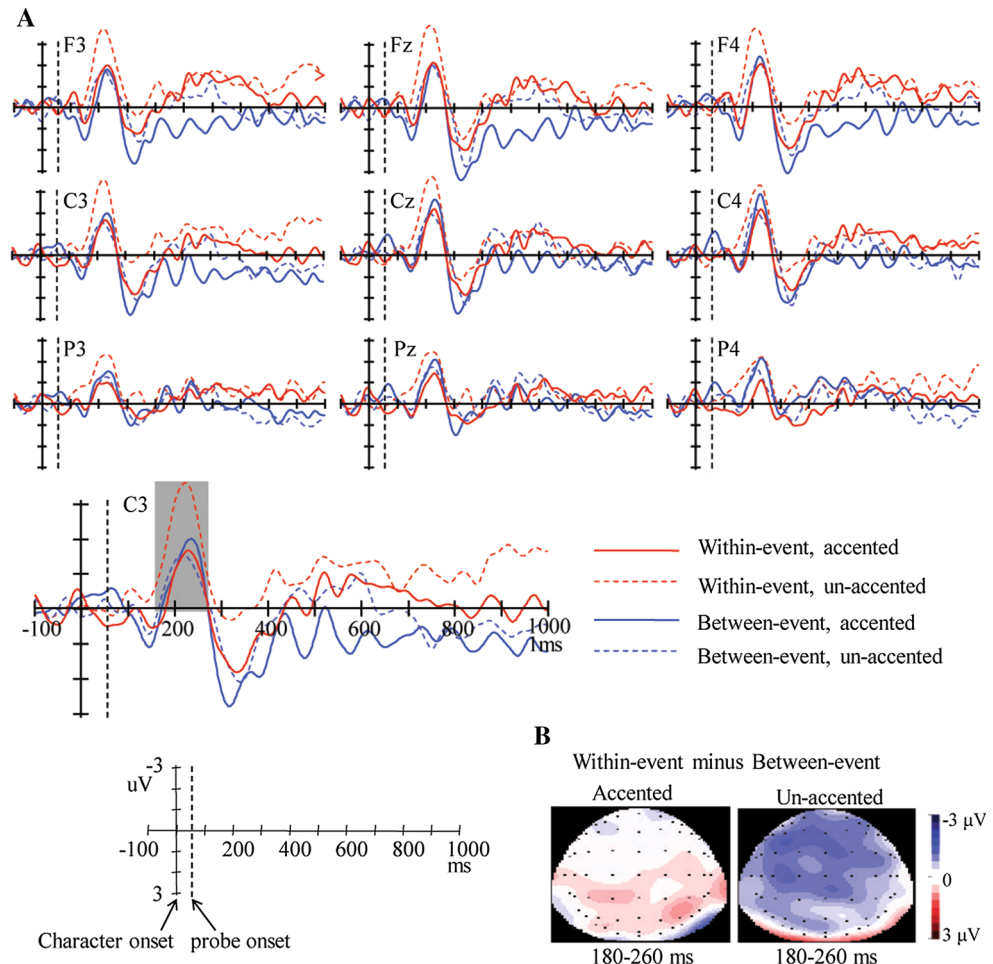 A
F3 Fz F4
C3 Cz C4
P3 Pz P4
C3
-100 200 400 600 800 1000
ms
Within-event, accented
Within-event, un-accented
Between-event, accented
Between-event, un-accented
-3
uV
-100 200 400 600 800 1000
ms
3
Character onset probe onset
B
Within-event minus Between-event
Accented Un-accented
-3 μV
0
3 μV
180-260 ms 180-260 ms